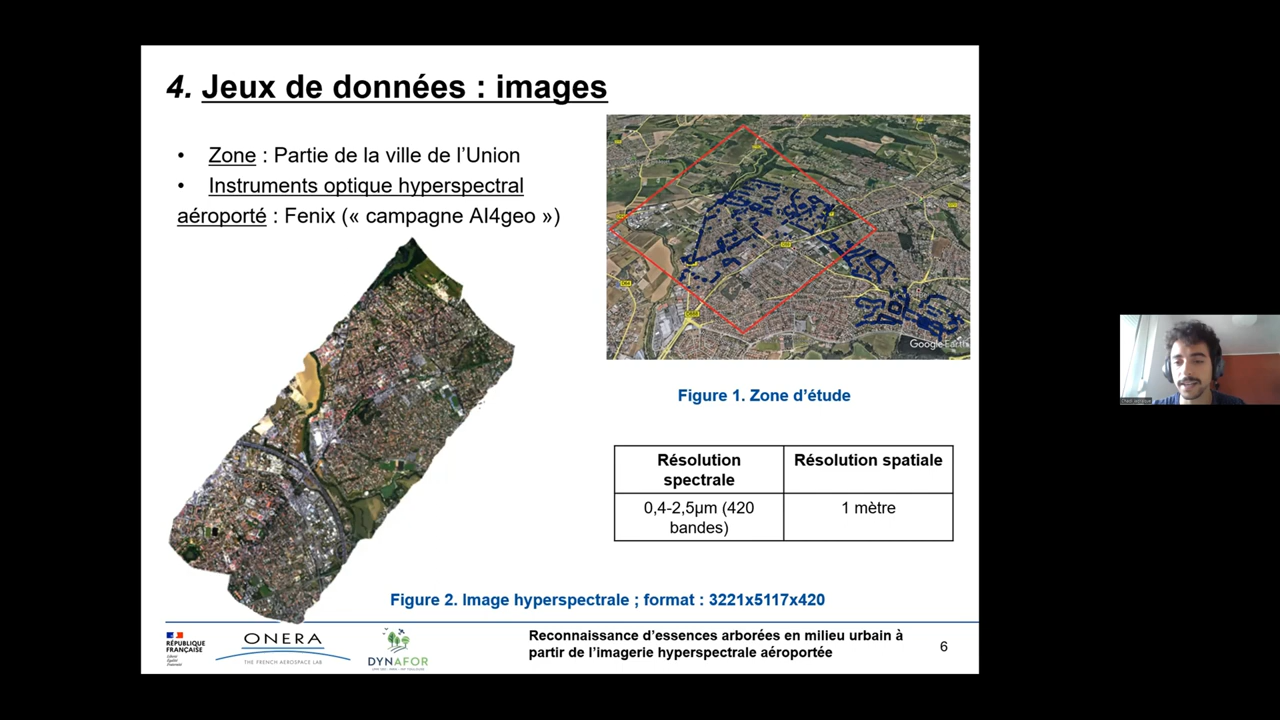 4. Jeux de données : images
• Zone : Partie de la ville de l’Union
• Instruments optique hyperspectral
aéroporté : Fenix (« campagne AI4geo »)
Google Earth
Figure 1. Zone d’étude
Résolution
spectrale
Résolution spatiale
0,4-2,5µm (420
bandes)
1 mètre
Figure 2. Image hyperspectrale ; format : 3221x5117x420
RÉPUBLIQUE
FRANÇAISE
Liberté
Égalité
Fraternité
ONERA
THE FRENCH AEROSPACE LAB
DYNAFOR
Reconnaissance d’essences arborées en milieu urbain à
partir de l’imagerie hyperspectrale aéroportée
6